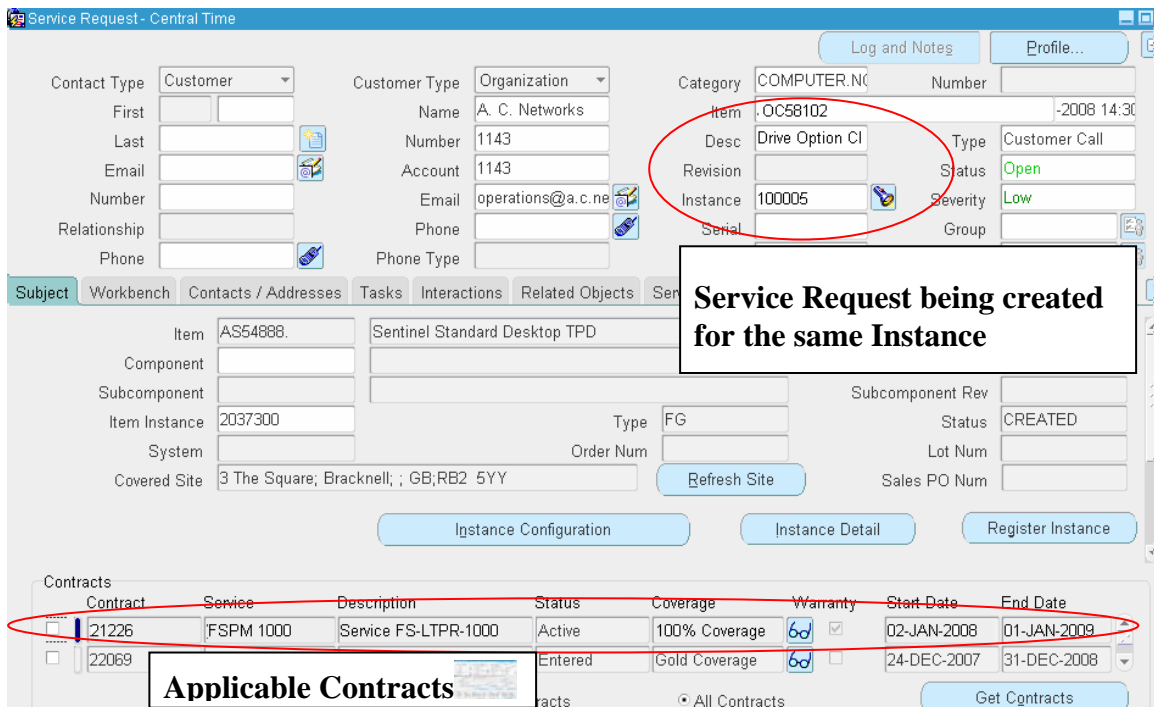 Service Request - Central Time
Log and Notes Profile...
Contact Type Customer Customer Type Organization Category COMPUTER.NO Number
First Name A. C. Networks Item OC58102 -2008 14:30
Last Number 1143 Desc Drive Option Cl Type Customer Call
Email Account 1143 Revision Status Open
Number Email operations@a.c.ne Instance 100005 Severity Low
Relationship Phone Serial Group
Phone Phone Type
Subject Workbench Contacts / Addresses Tasks Interactions Related Objects Ser
Service Request being created
for the same Instance
Item AS54888. Sentinel Standard Desktop TPD
Component
Subcomponent Subcomponent Rev
Item Instance 2037300 Type FG Status CREATED
System Order Num Lot Num
Covered Site 3 The Square; Bracknell; ; GB;RB2 5YY Refresh Site Sales PO Num
Instance Configuration Instance Detail Register Instance
Contracts
Contract Service Description Status Coverage Warranty Start Date End Date
21226 FSPM 1000 Service FS-LTPR-1000 Active 100% Coverage 02-JAN-2008 01-JAN-2009
22069 Entered Gold Coverage 24-DEC-2007 31-DEC-2008
Applicable Contracts
racts All Contracts Get Contracts